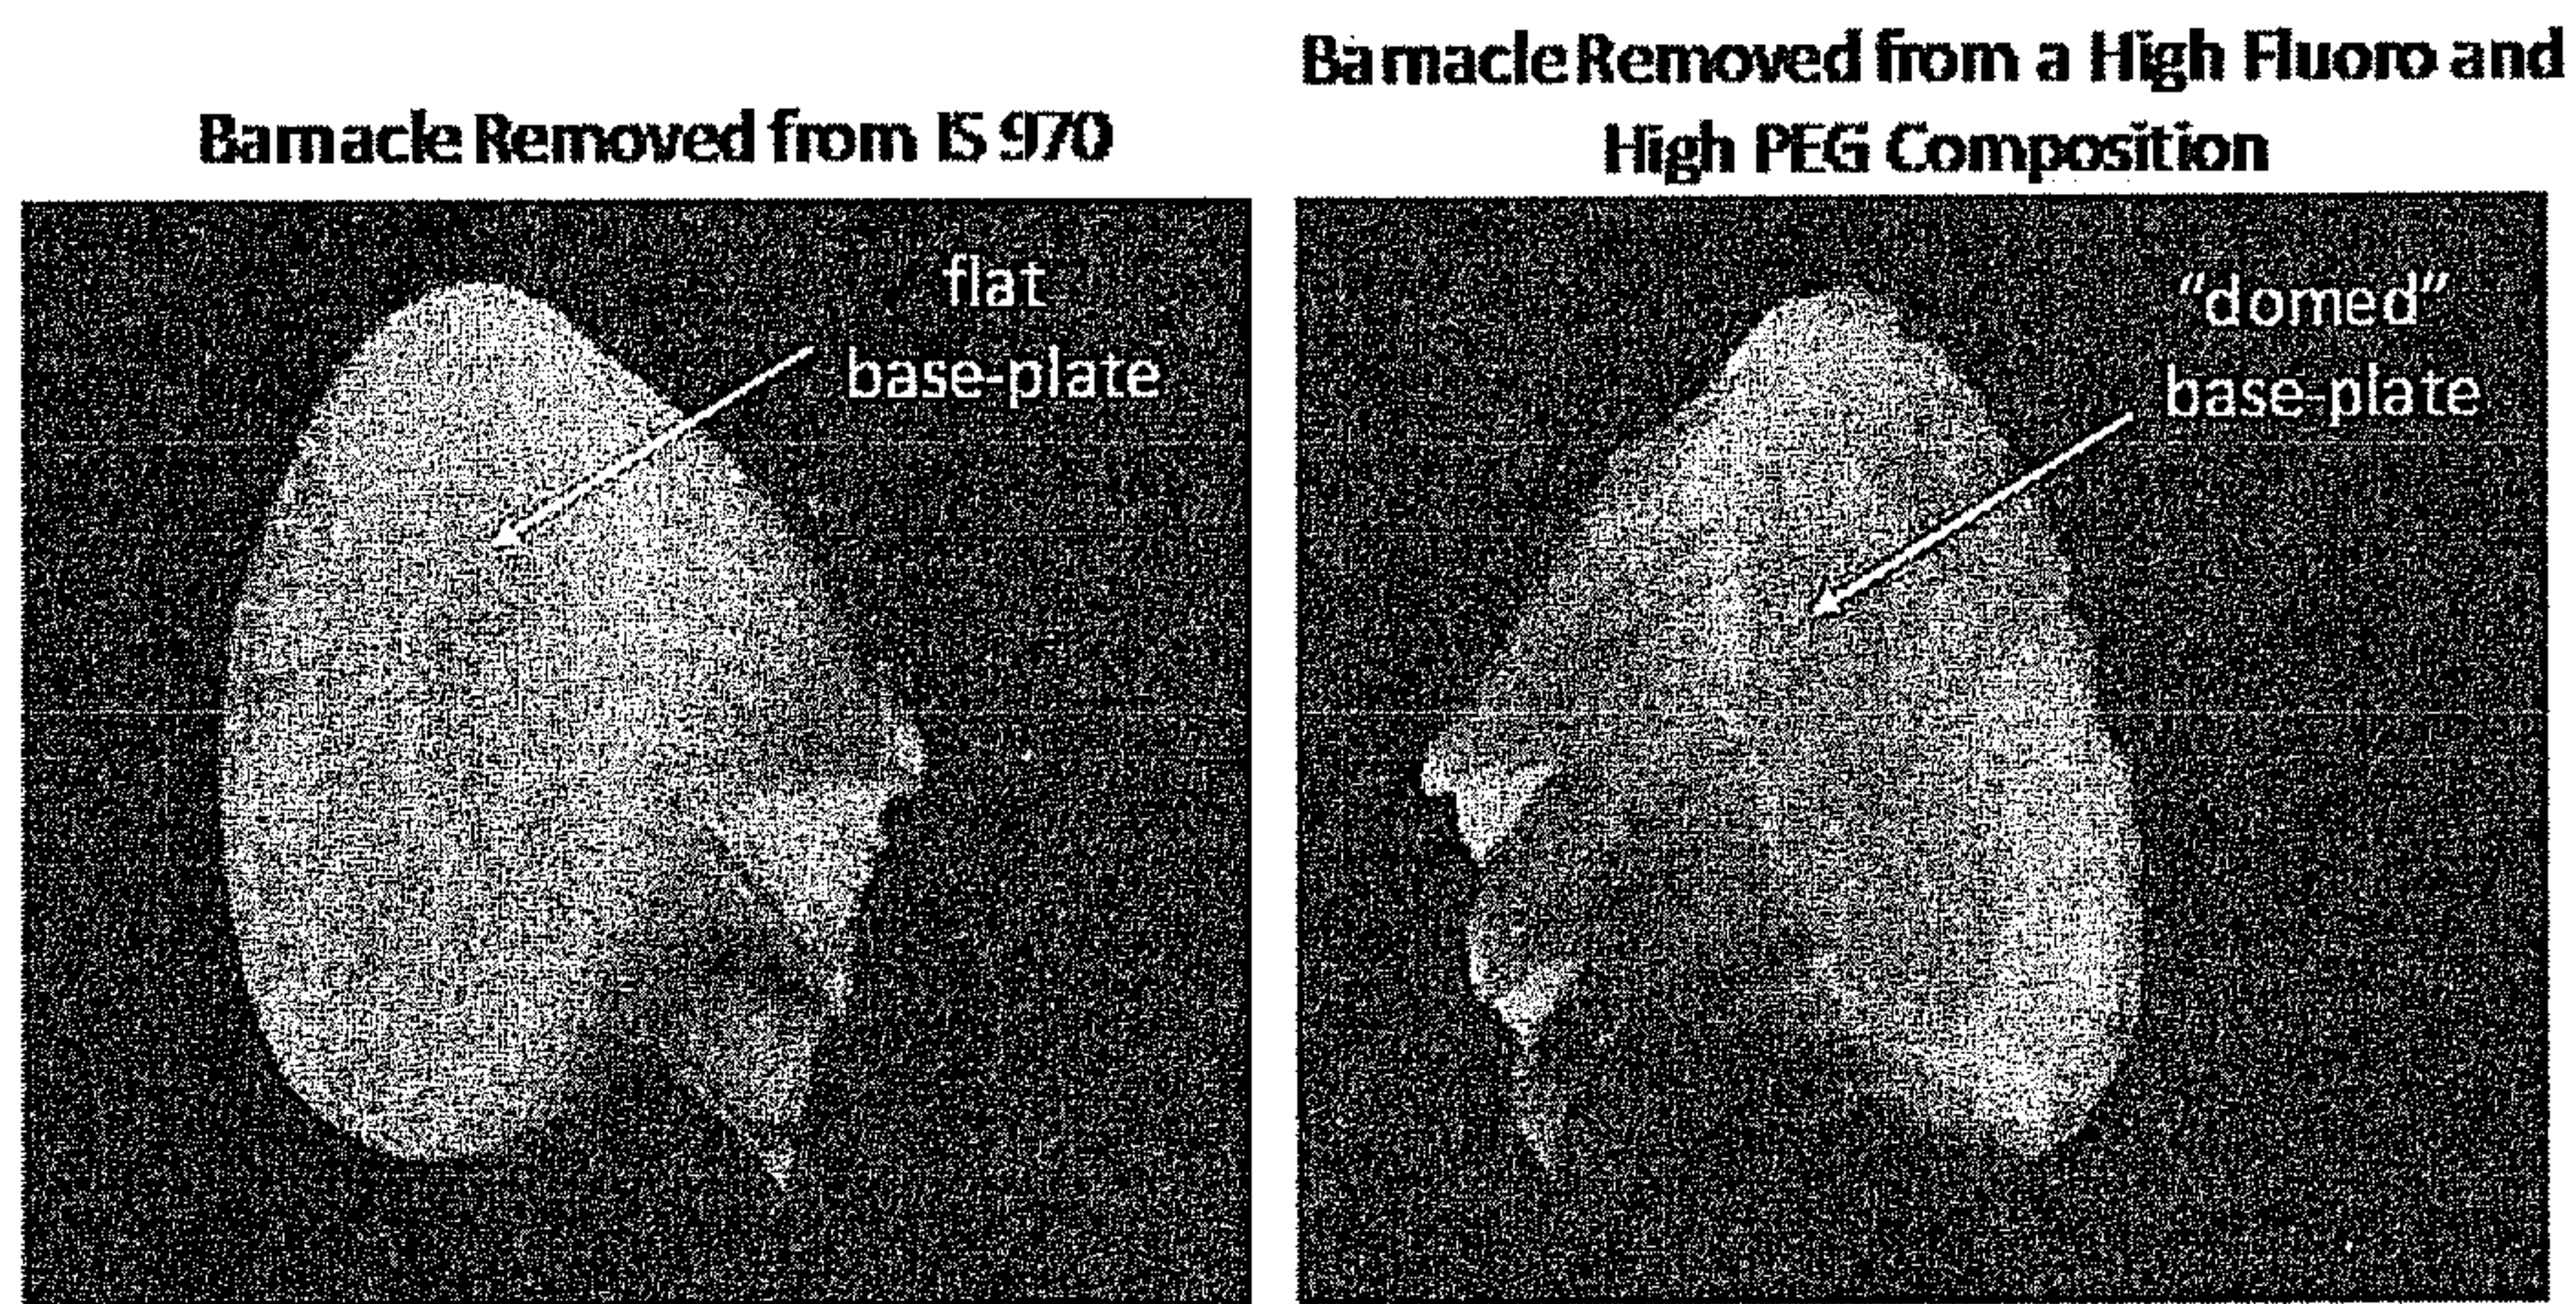 Barnacle Removed from IS 970
flat
base-plate
Barnacle Removed from a High Fluoro and
High PEG Composition
"domed"
base-plate